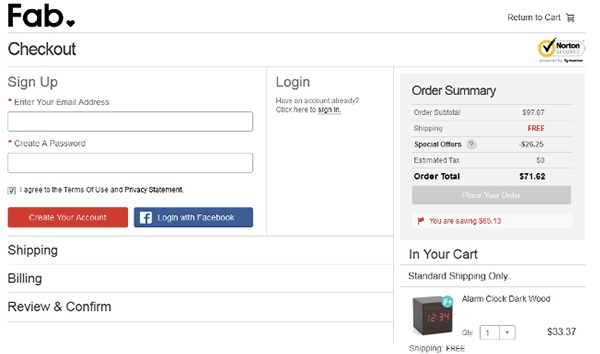 Fab.
Return to Cart
Checkout
Norton
SECURED
powered by Symantec
Sign Up
* Enter Your Email Address
* Create A Password
I agree to the Terms Of Use and Privacy Statement.
Create Your Account
f Login with Facebook
Login
Have an account already?
Click here to sign in.
Shipping
Billing
Review & Confirm
Order Summary
Order Subtotal $97.87
Shipping FREE
Special Offers ? -$26.25
Estimated Tax $0
Order Total $71.62
Place Your Order
You are saving $65.13
In Your Cart
Standard Shipping Only:
F+
Alarm Clock Dark Wood
12:34
Qty: 1 $33.37
Shipping: FREE